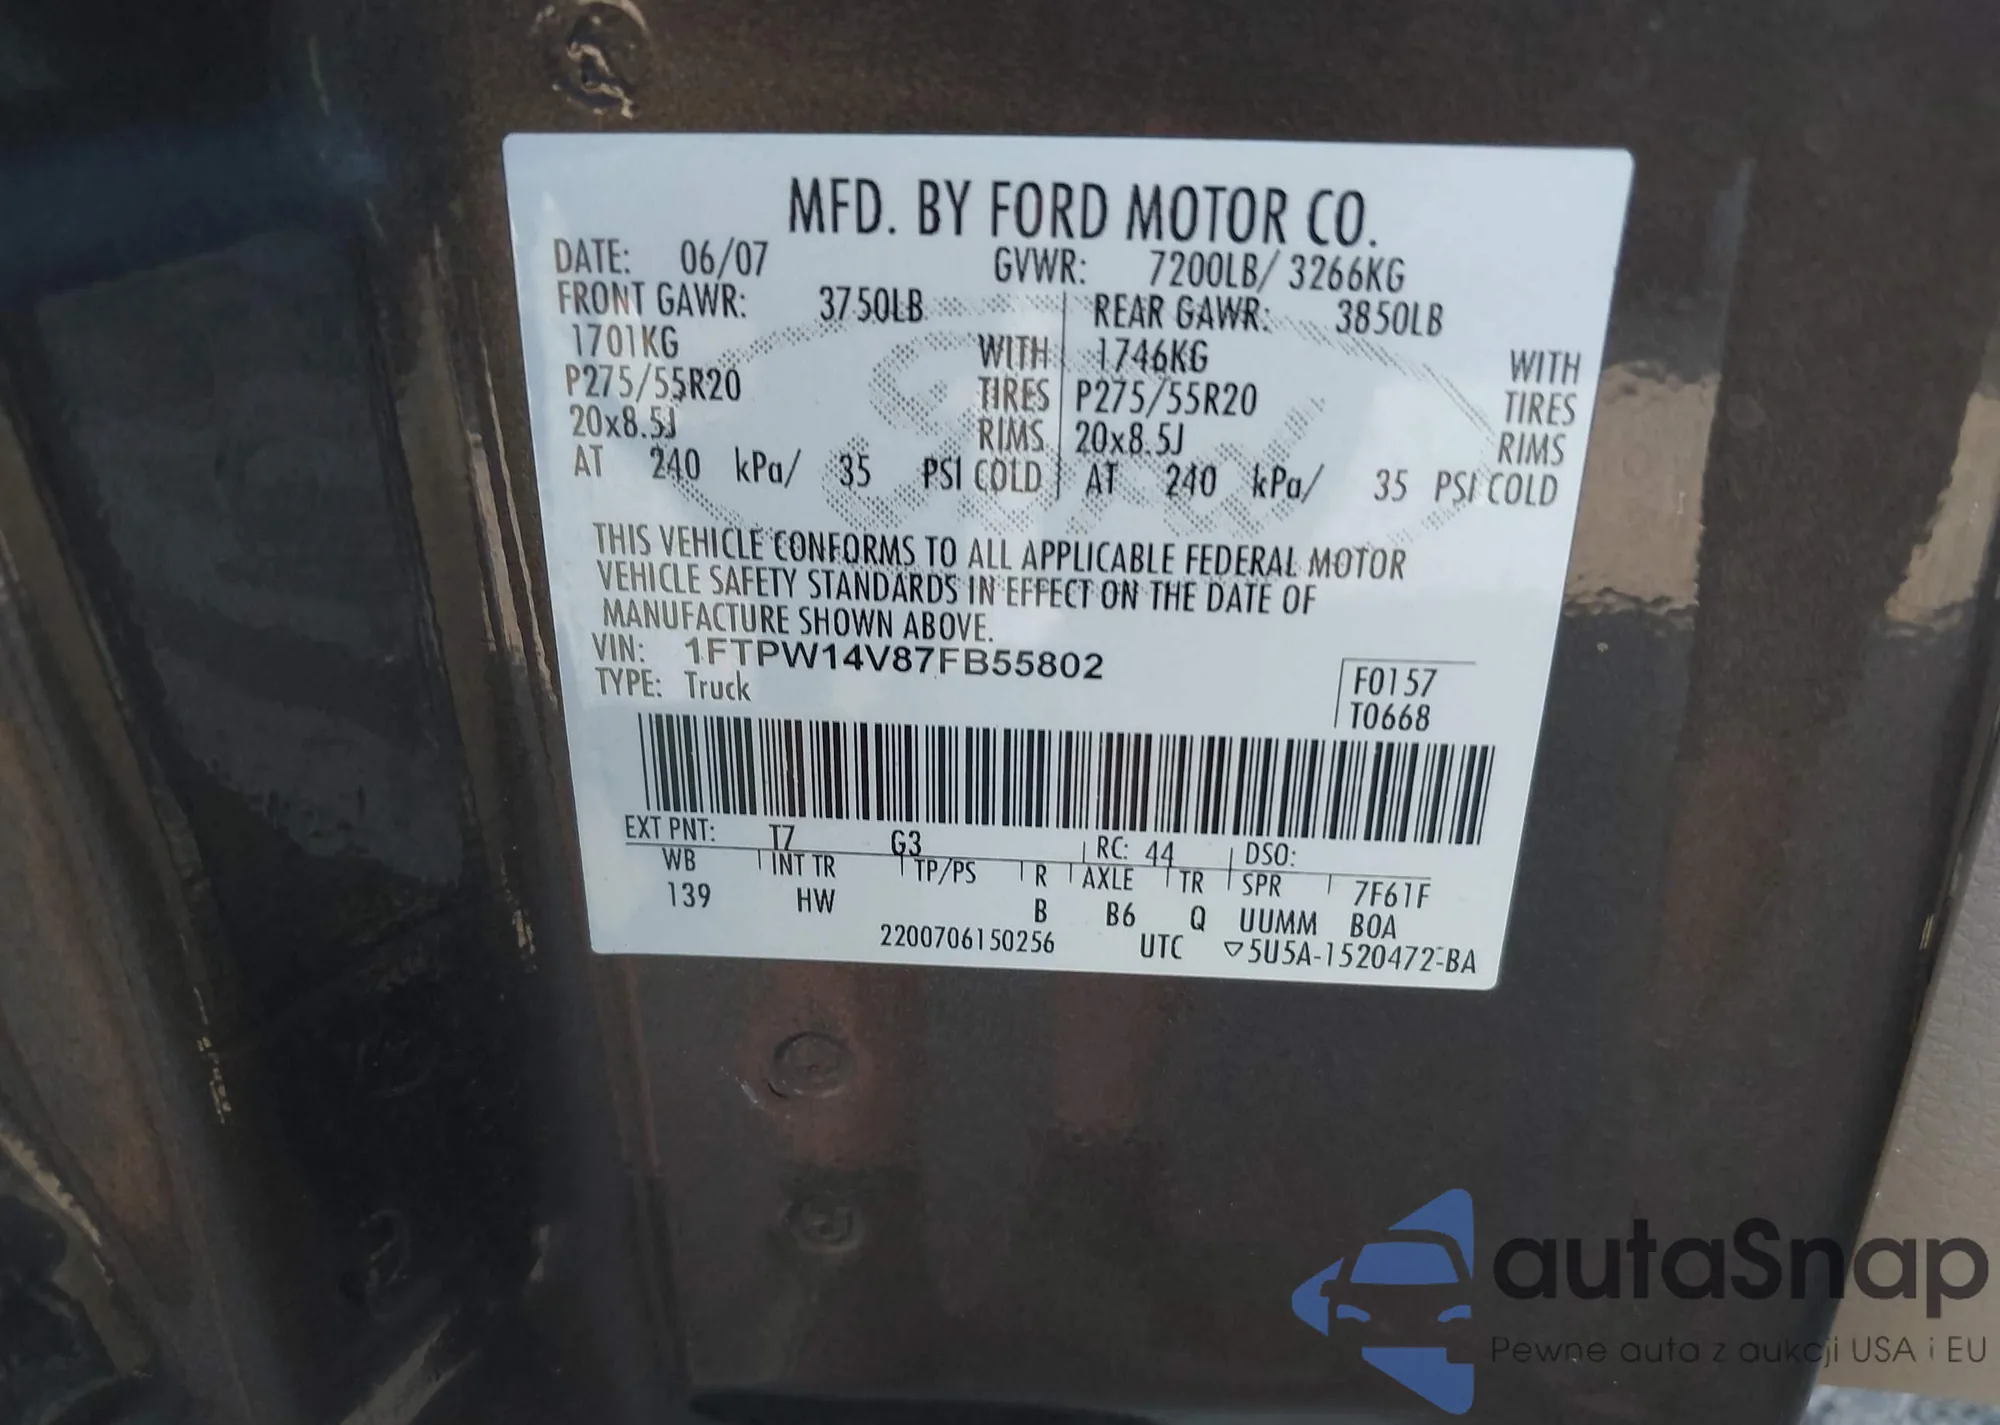 MFD. BY FORD MOTOR CO.
DATE: 06/07 GVWR: 7200LB/ 3266KG
FRONT GAWR: 3750LB REAR GAWR: 3850LB
1701KG WITH 1746KG WITH
P275/55R20 TIRES P275/55R20 TIRES
20x8.5J RIMS 20x8.5J RIMS
AT 240 kPa/ 35 PSI COLD AT 240 kPa/ 35 PSI COLD
THIS VEHICLE CONFORMS TO ALL APPLICABLE FEDERAL MOTOR
VEHICLE SAFETY STANDARDS IN EFFECT ON THE DATE OF
MANUFACTURE SHOWN ABOVE.
VIN: 1FTPW14V87FB55802
TYPE: Truck
F0157
T0668
EXT PNT: T7 G3 RC: 44 DSO:
WB INT TR TP/PS R AXLE TR SPR 7F61F
139 HW B B6 Q UUMM BOA
2200706150256 UTC ▽5U5A-1520472-BA
autaSnap
Pewne auta z aukcji USA i EU